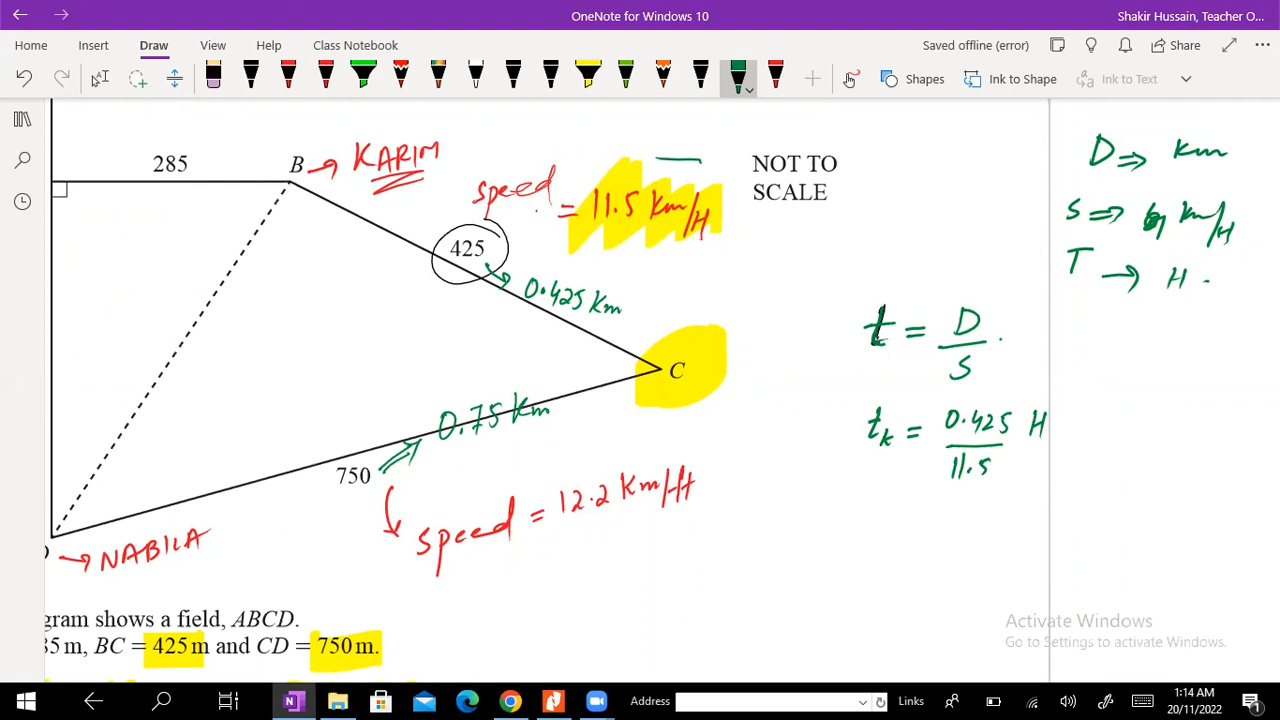 OneNote for Windows 10
Shakir Hussain, Teacher O...
Home Insert Draw View Help Class Notebook
Saved offline (error) Share
Shapes Ink to Shape Ink to Text
285
B → KARIM
speed = 11.5 Km/H
NOT TO
SCALE
425
0.425 Km
C
0.75 Km
750
speed = 12.2 Km/H
→ NABILA
D ⇒ Km
S ⇒ Km/H
T → H
t = D/S
tk = 0.425/11.5 H
gram shows a field, ABCD.
5 m, BC = 425 m and CD = 750 m.
Activate Windows
Go to Settings to activate Windows.
Address
Links
1:14 AM
20/11/2022
1